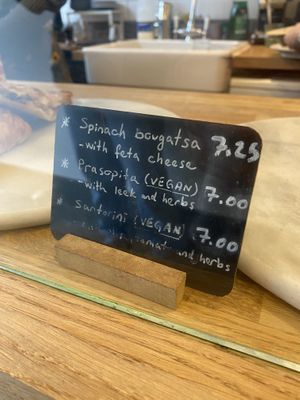 * Spinach bougatsa 7.25
- with feta cheese
* Prasopita (VEGAN) 7.00
- with leek and herbs
* Santorini (VEGAN) 7.00
and herbs